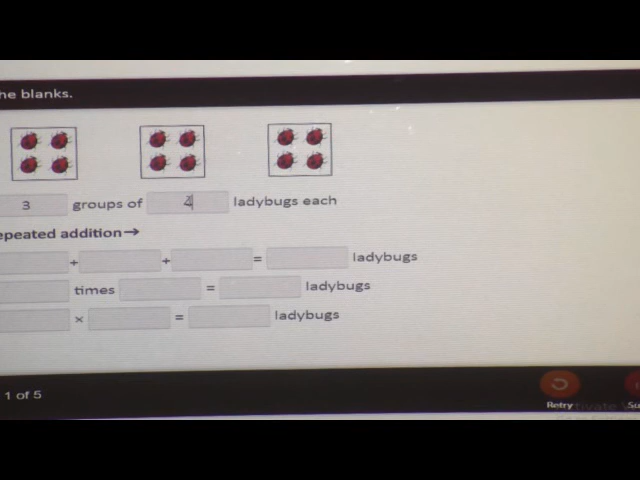 he blanks.
3 groups of 4 ladybugs each
epeated addition→
+ + = ladybugs
times = ladybugs
× = ladybugs
1 of 5
Retry